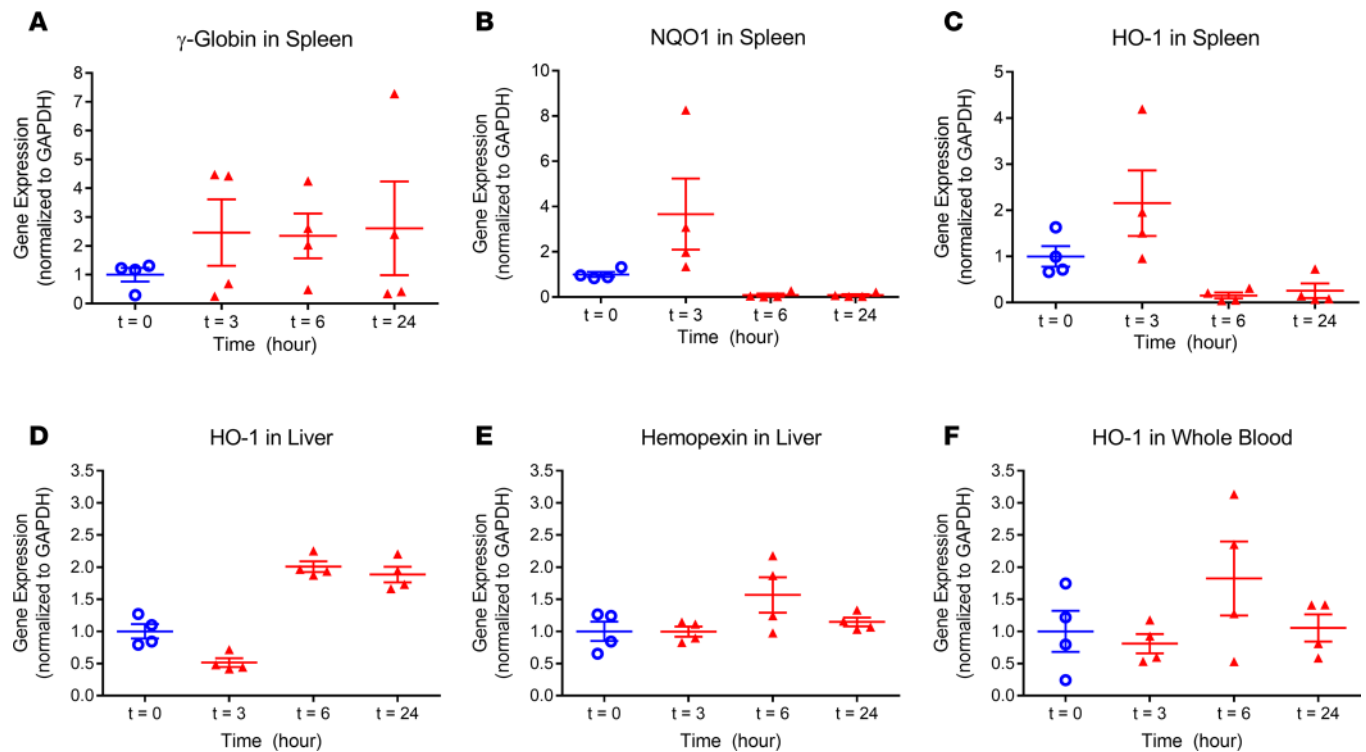 A
γ-Globin in Spleen
Gene Expression
(normalized to GAPDH)
8
7
6
5
4
3
2
1
0
t = 0 t = 3 t = 6 t = 24
Time (hour)
B
NQO1 in Spleen
Gene Expression
(normalized to GAPDH)
10
8
6
4
2
0
t = 0 t = 3 t = 6 t = 24
Time (hour)
C
HO-1 in Spleen
Gene Expression
(normalized to GAPDH)
5
4
3
2
1
0
t = 0 t = 3 t = 6 t = 24
Time (hour)
D
HO-1 in Liver
Gene Expression
(normalized to GAPDH)
3.5
3.0
2.5
2.0
1.5
1.0
0.5
0.0
t = 0 t = 3 t = 6 t = 24
Time (hour)
E
Hemopexin in Liver
Gene Expression
(normalized to GAPDH)
3.5
3.0
2.5
2.0
1.5
1.0
0.5
0.0
t = 0 t = 3 t = 6 t = 24
Time (hour)
F
HO-1 in Whole Blood
Gene Expression
(normalized to GAPDH)
3.5
3.0
2.5
2.0
1.5
1.0
0.5
0.0
t = 0 t = 3 t = 6 t = 24
Time (hour)